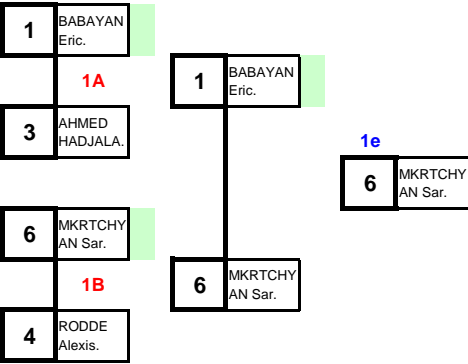 1
BABAYAN
Eric.
1A
3
AHMED
HADJALA.
6
MKRTCHY
AN Sar.
1B
4
RODDE
Alexis.
1
BABAYAN
Eric.
6
MKRTCHY
AN Sar.
1e
6
MKRTCHY
AN Sar.